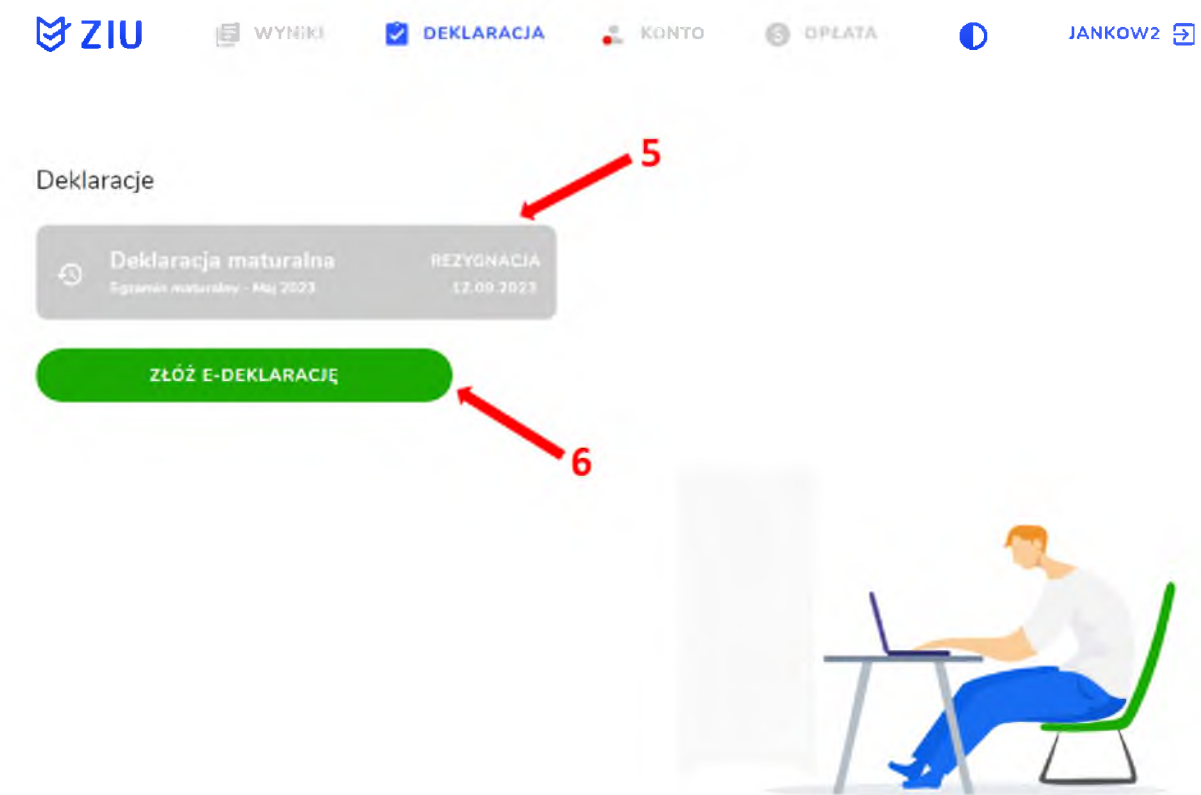 ZIU WYNIKI DEKLARACJA KONTO OPŁATA JANKOW2
5
Deklaracje
Deklaracja maturalna REZYGNACJA
Egzamin maturalny - Maj 2023 12.09.2023
ZŁÓŻ E-DEKLARACJĘ
6